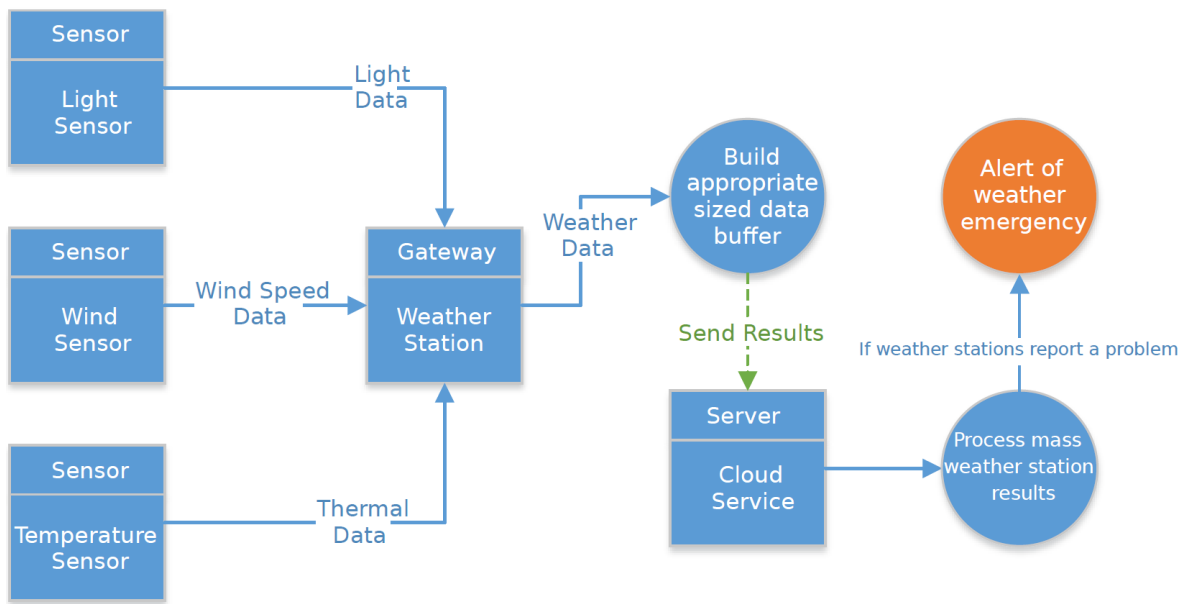 Sensor
Light
Sensor
Light
Data
Sensor
Wind
Sensor
Wind Speed
Data
Sensor
Temperature
Sensor
Thermal
Data
Gateway
Weather
Station
Weather
Data
Build
appropriate
sized data
buffer
Send Results
Server
Cloud
Service
Process mass
weather station
results
If weather stations report a problem
Alert of
weather
emergency